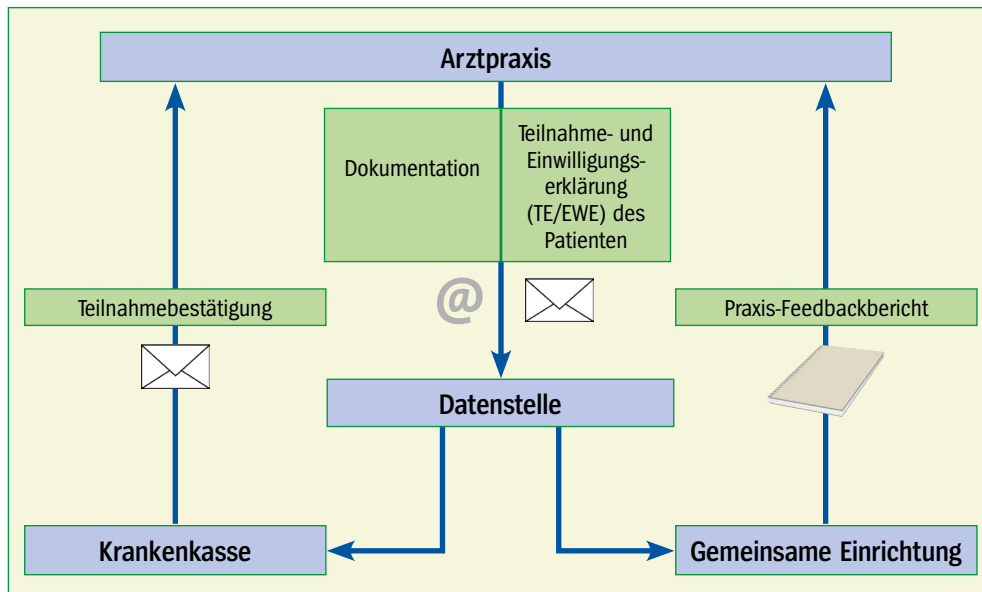 Arztpraxis
Dokumentation
Teilnahme- und
Einwilligungs-
erklärung
(TE/EWE) des
Patienten
@
Teilnahmebestätigung
Praxis-Feedbackbericht
Datenstelle
Krankenkasse
Gemeinsame Einrichtung